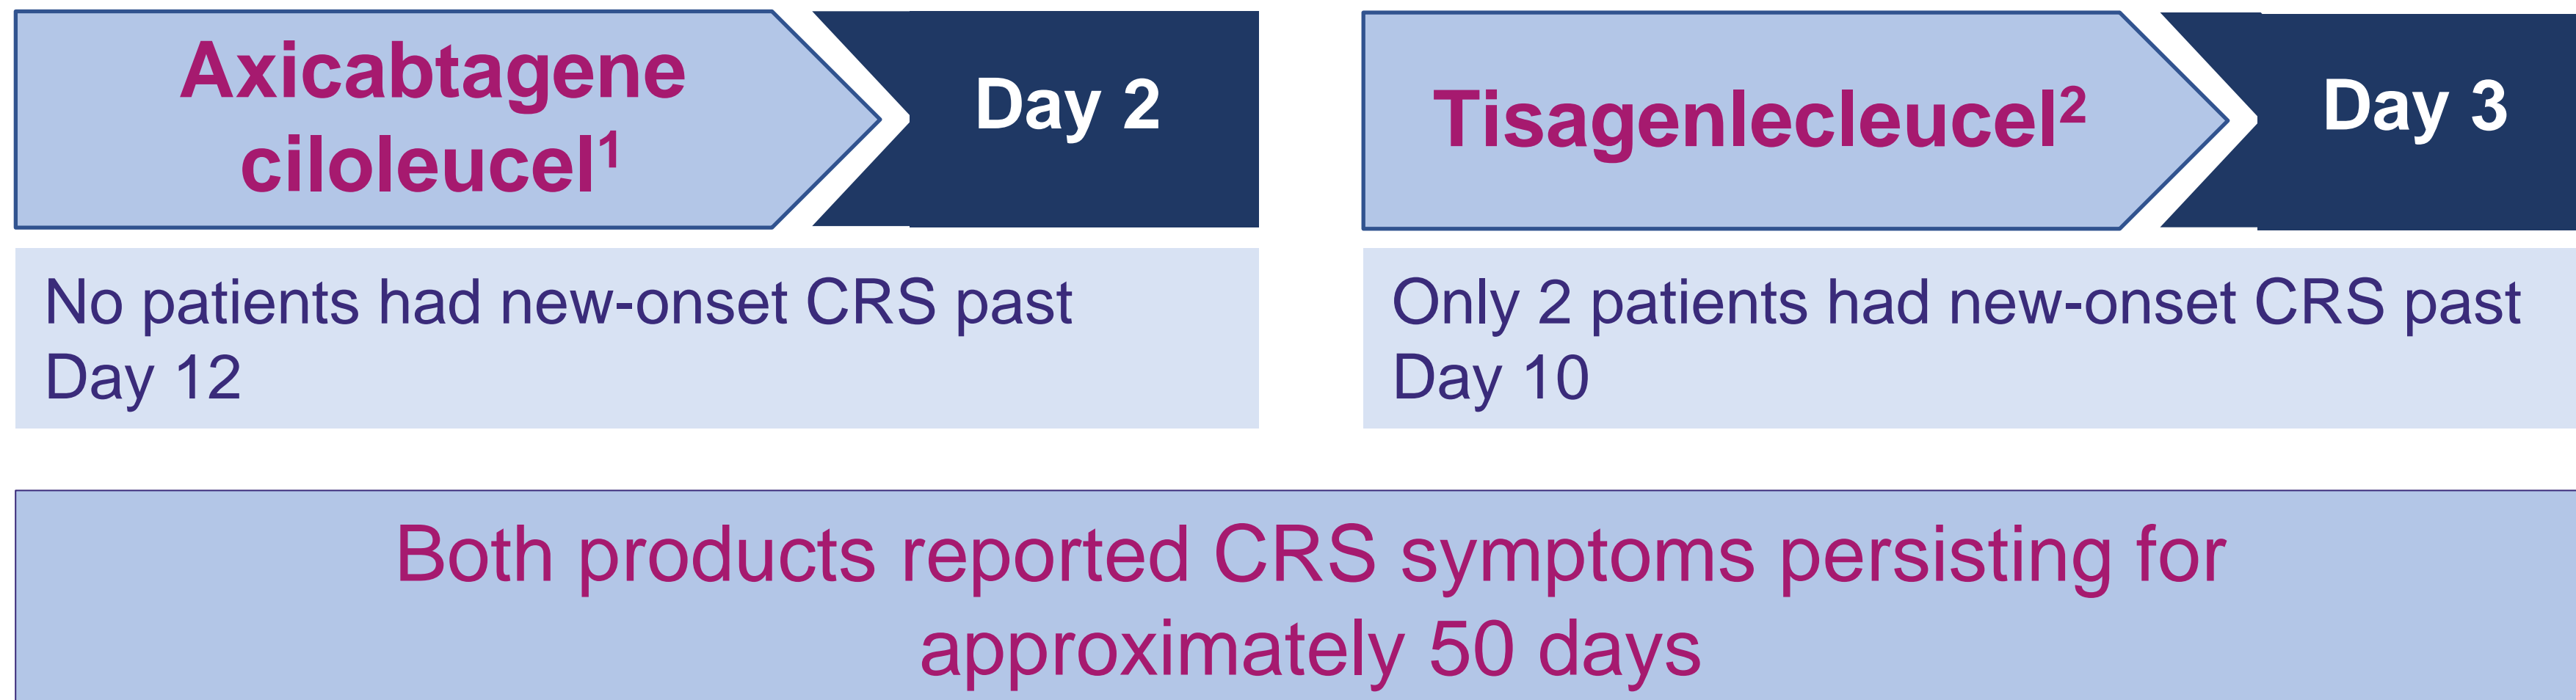 Axicabtagene
ciloleucel¹
Day 2
No patients had new-onset CRS past
Day 12
Tisagenlecleucel²
Day 3
Only 2 patients had new-onset CRS past
Day 10
Both products reported CRS symptoms persisting for
approximately 50 days